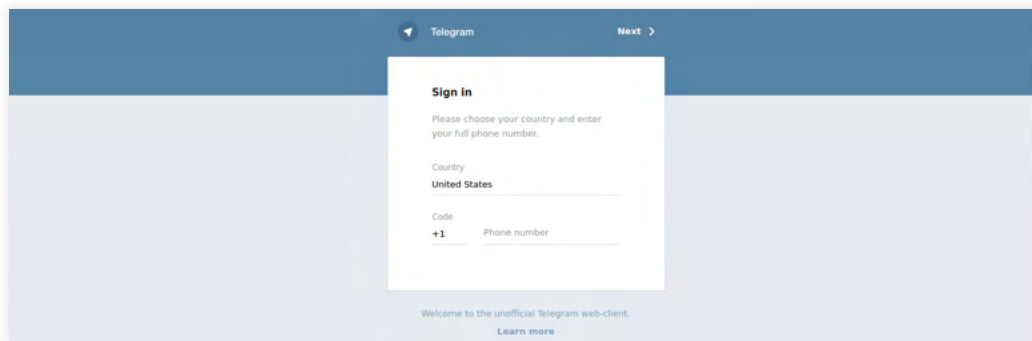 Telegram
Next
Sign in
Please choose your country and enter
your full phone number.
Country
United States
Code
+1 Phone number
Welcome to the unofficial Telegram web-client.
Learn more